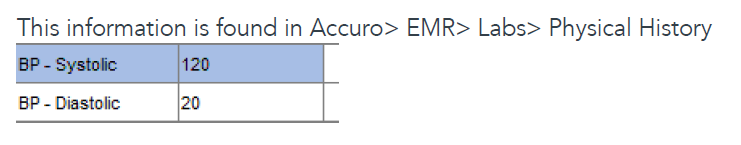 This information is found in Accuro> EMR> Labs> Physical History
BP - Systolic 120
BP - Diastolic 20